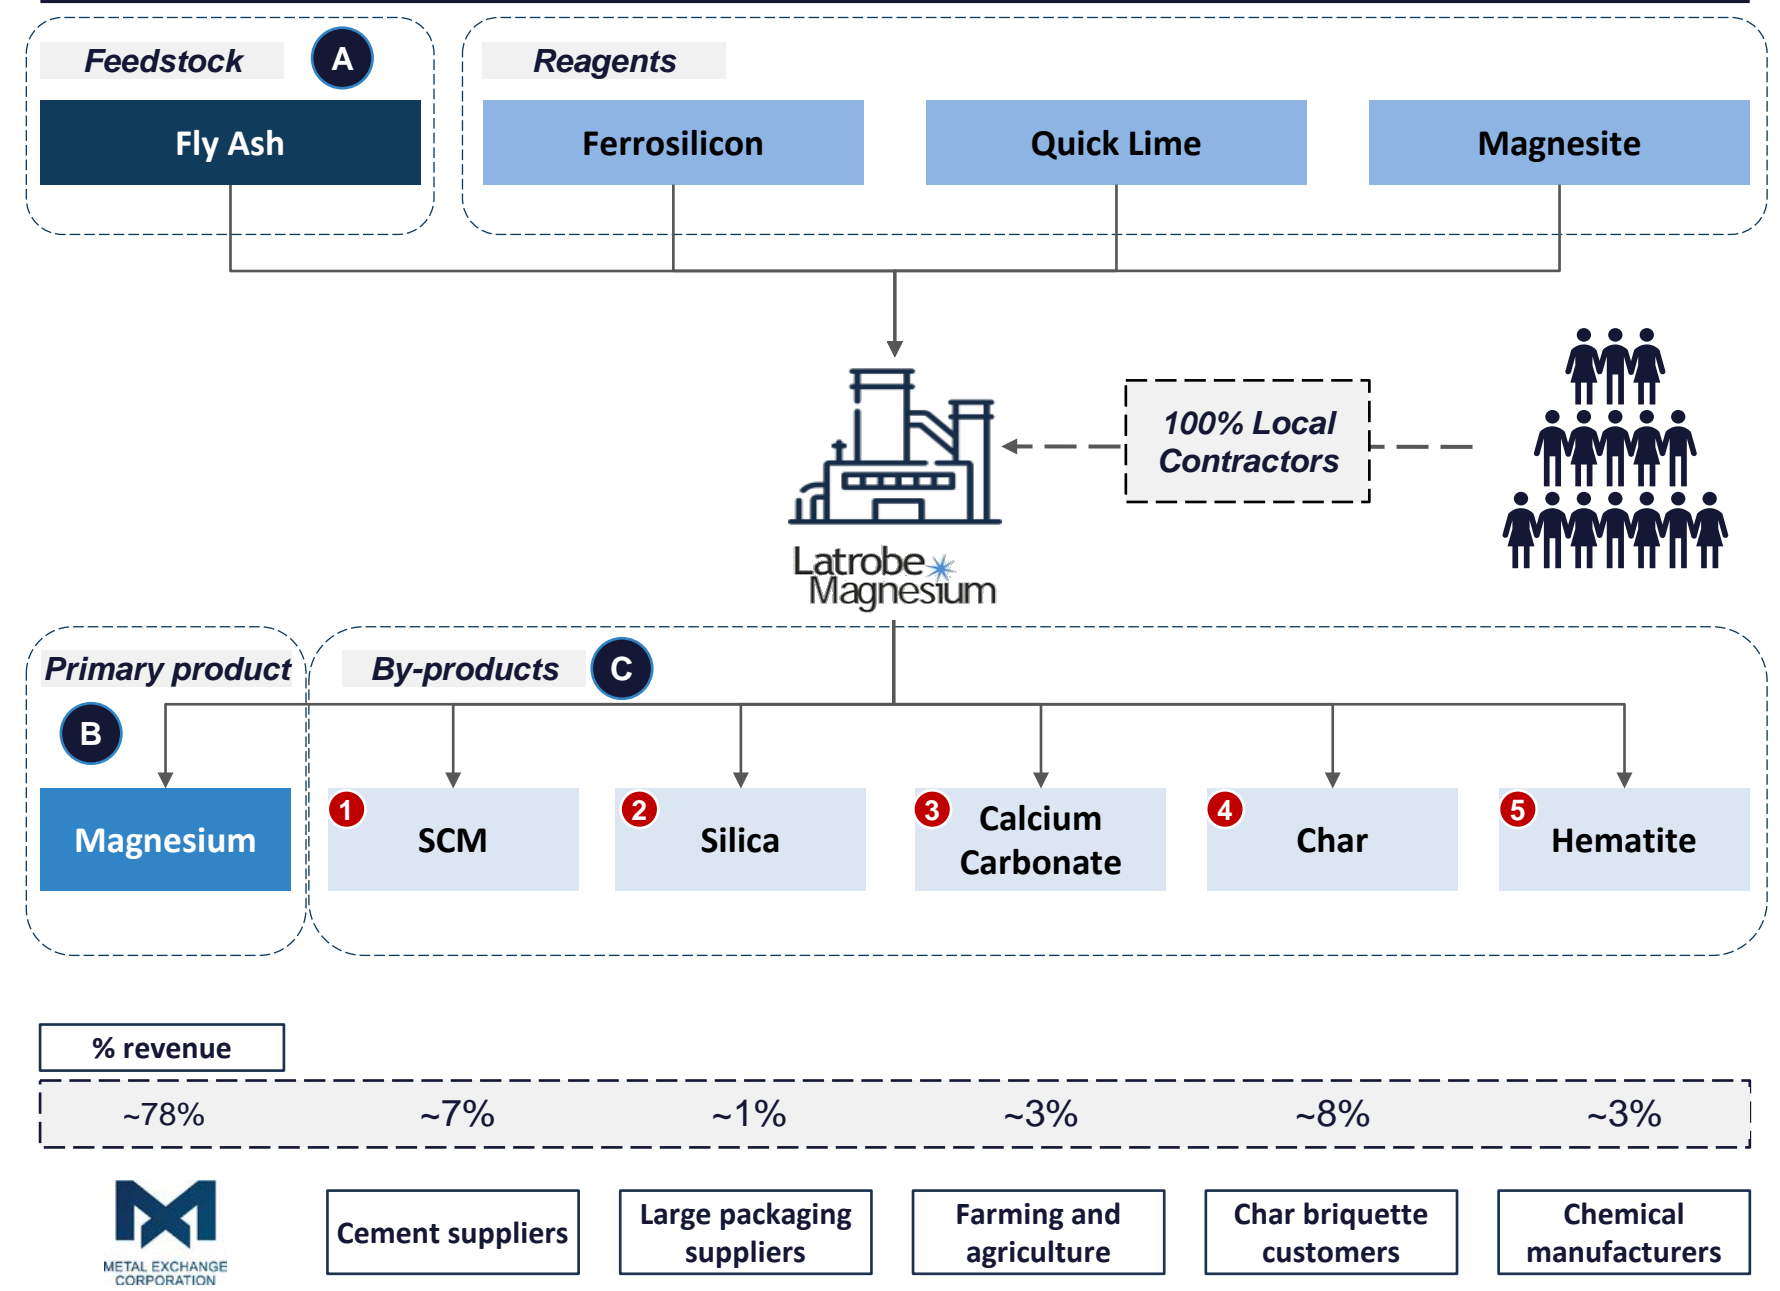 Feedstock
A
Reagents
Fly Ash
Ferrosilicon
Quick Lime
Magnesite
100% Local
Contractors
Latrobe
Magnesium
Primary product
By-products
C
B
1
SCM
2
Silica
3
Calcium
Carbonate
4
Char
5
Hematite
Magnesium
% revenue
~78%
~7%
~1%
~3%
~8%
~3%
METAL EXCHANGE
CORPORATION
Cement suppliers
Large packaging
suppliers
Farming and
agriculture
Char briquette
customers
Chemical
manufacturers